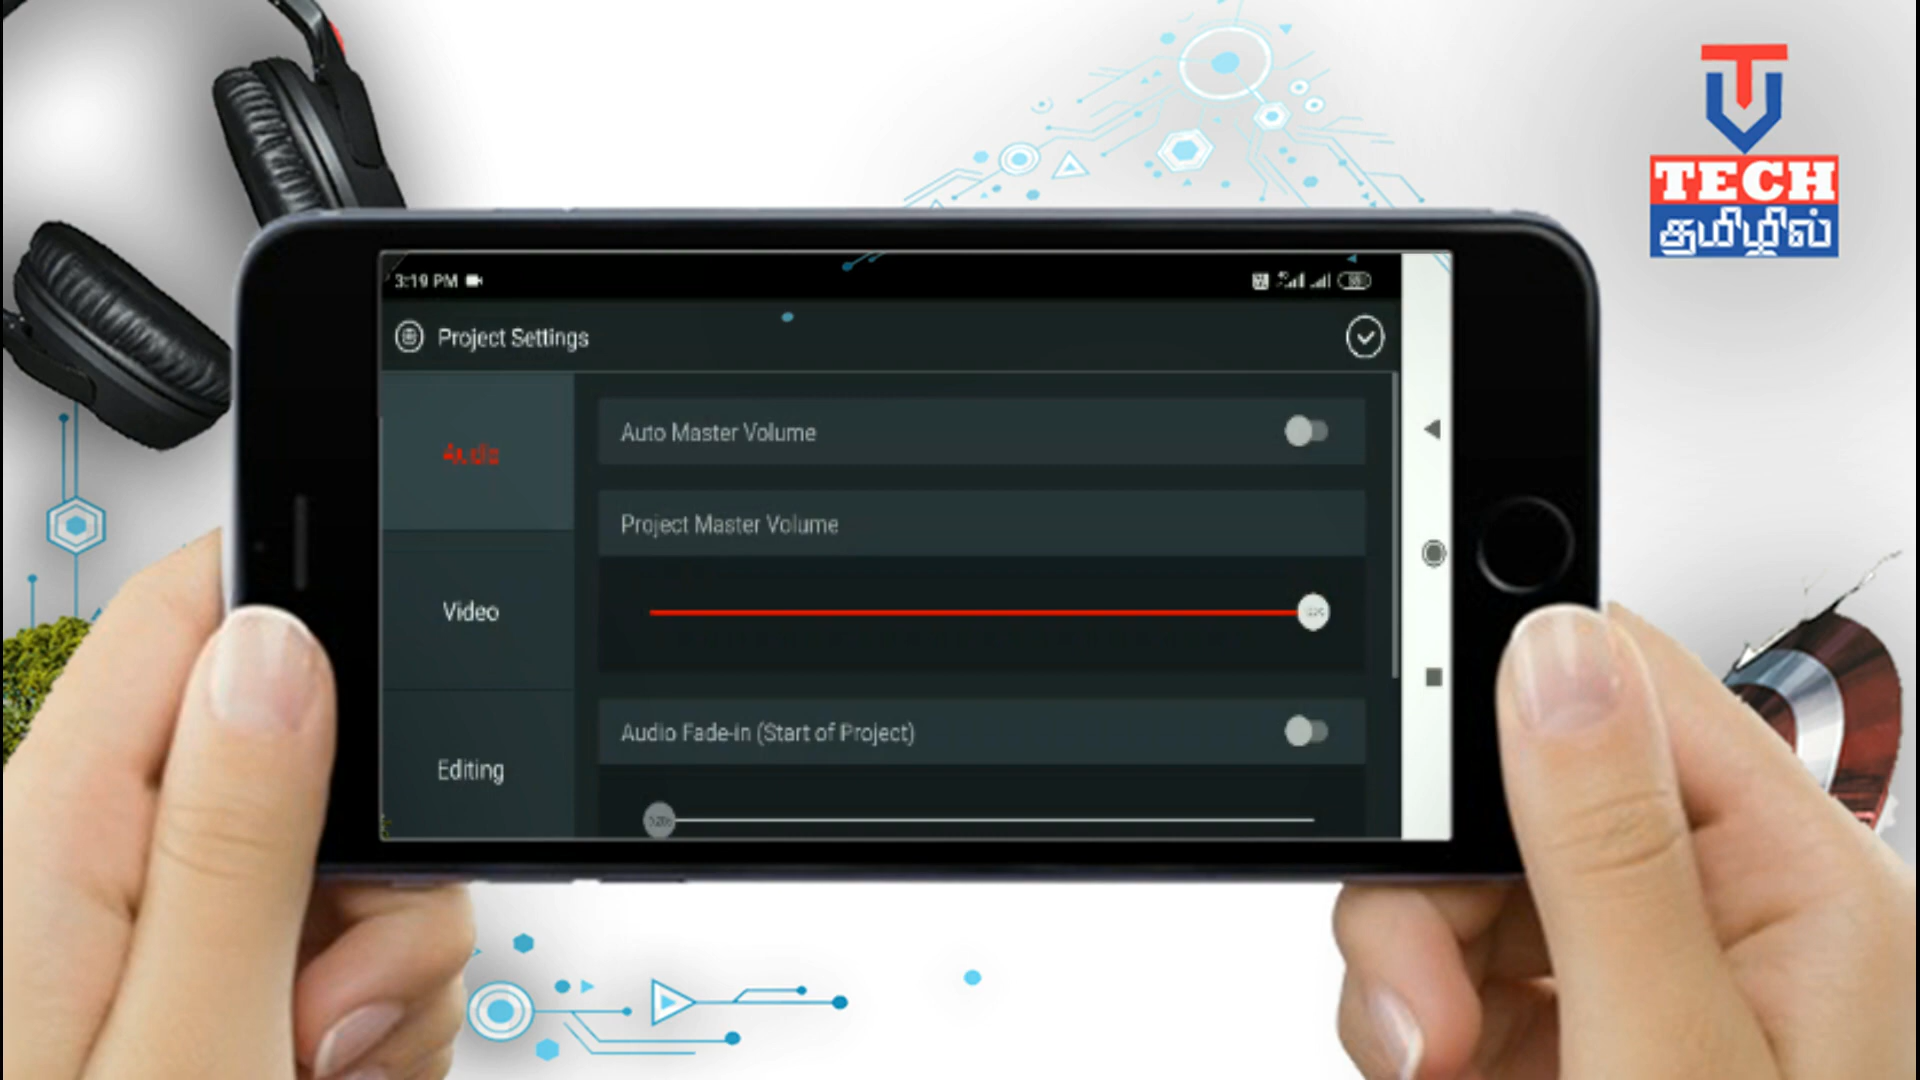 TECH
தமிழில்
3:19 PM
Project Settings
Audio
Auto Master Volume
Project Master Volume
Video
Audio Fade-in (Start of Project)
Editing